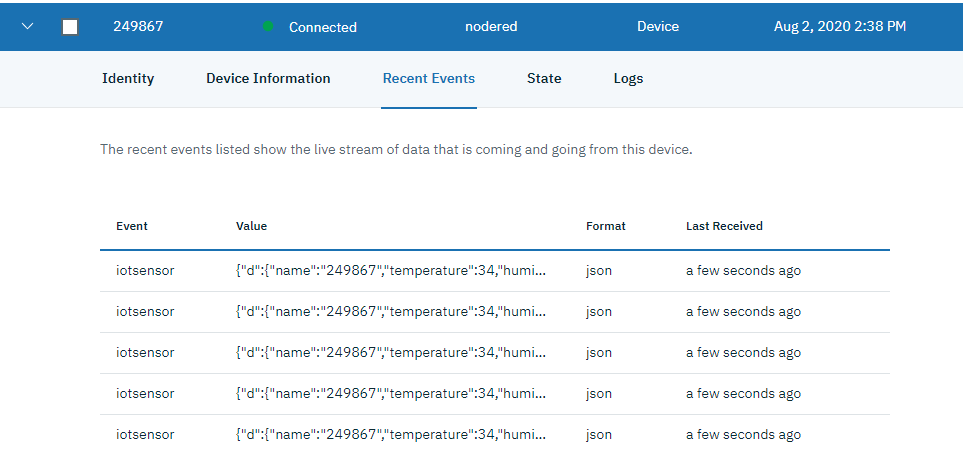 249867 Connected nodered Device Aug 2, 2020 2:38 PM
Identity Device Information Recent Events State Logs
The recent events listed show the live stream of data that is coming and going from this device.
Event Value Format Last Received
iotsensor {"d":{"name":"249867","temperature":34,"humi... json a few seconds ago
iotsensor {"d":{"name":"249867","temperature":34,"humi... json a few seconds ago
iotsensor {"d":{"name":"249867","temperature":34,"humi... json a few seconds ago
iotsensor {"d":{"name":"249867","temperature":34,"humi... json a few seconds ago
iotsensor {"d":{"name":"249867","temperature":34,"humi... json a few seconds ago